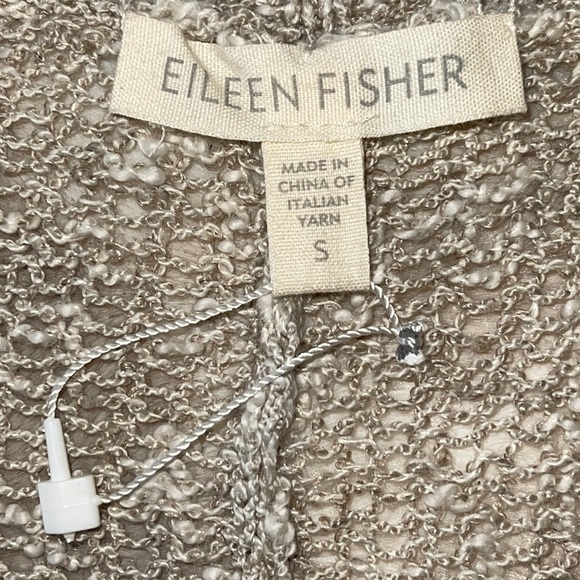 EILEEN FISHER
MADE IN
CHINA OF
ITALIAN
YARN
S